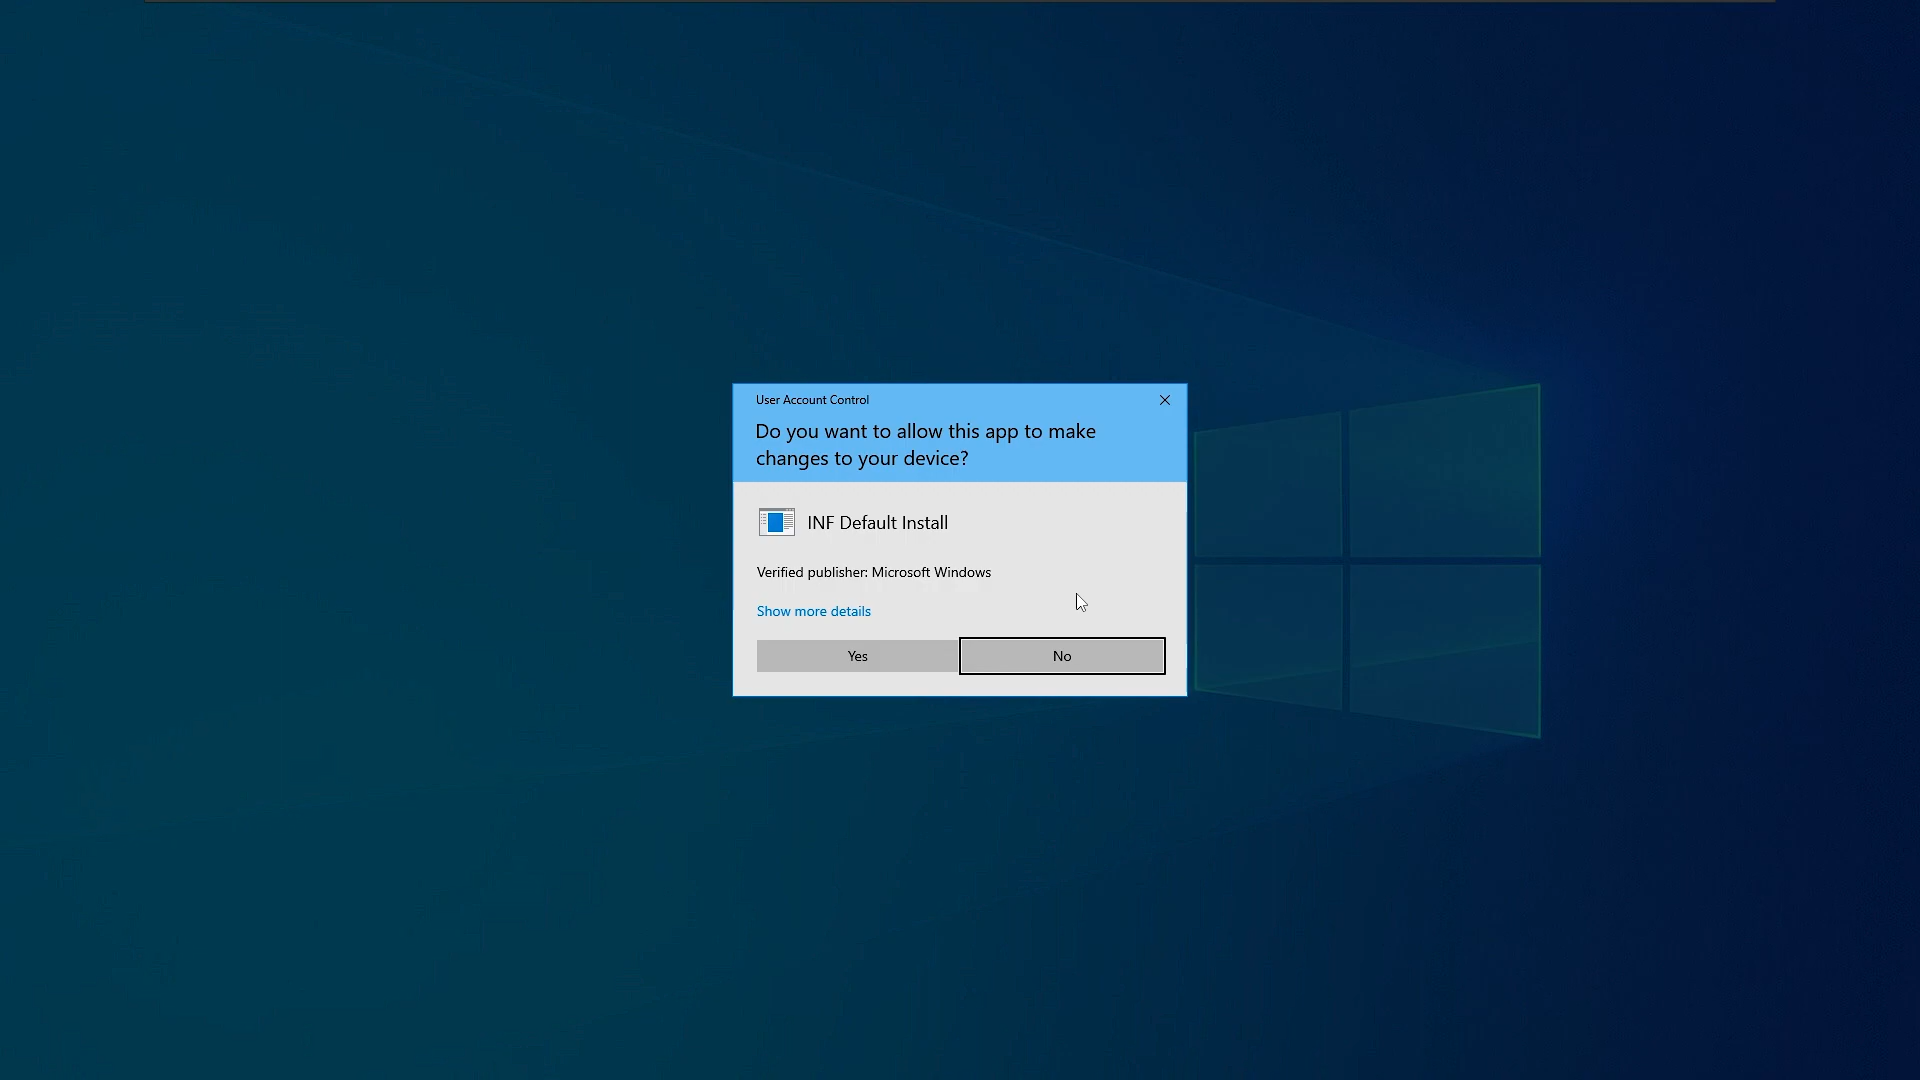 User Account Control
Do you want to allow this app to make
changes to your device?
INF Default Install
Verified publisher: Microsoft Windows
Show more details
Yes
No